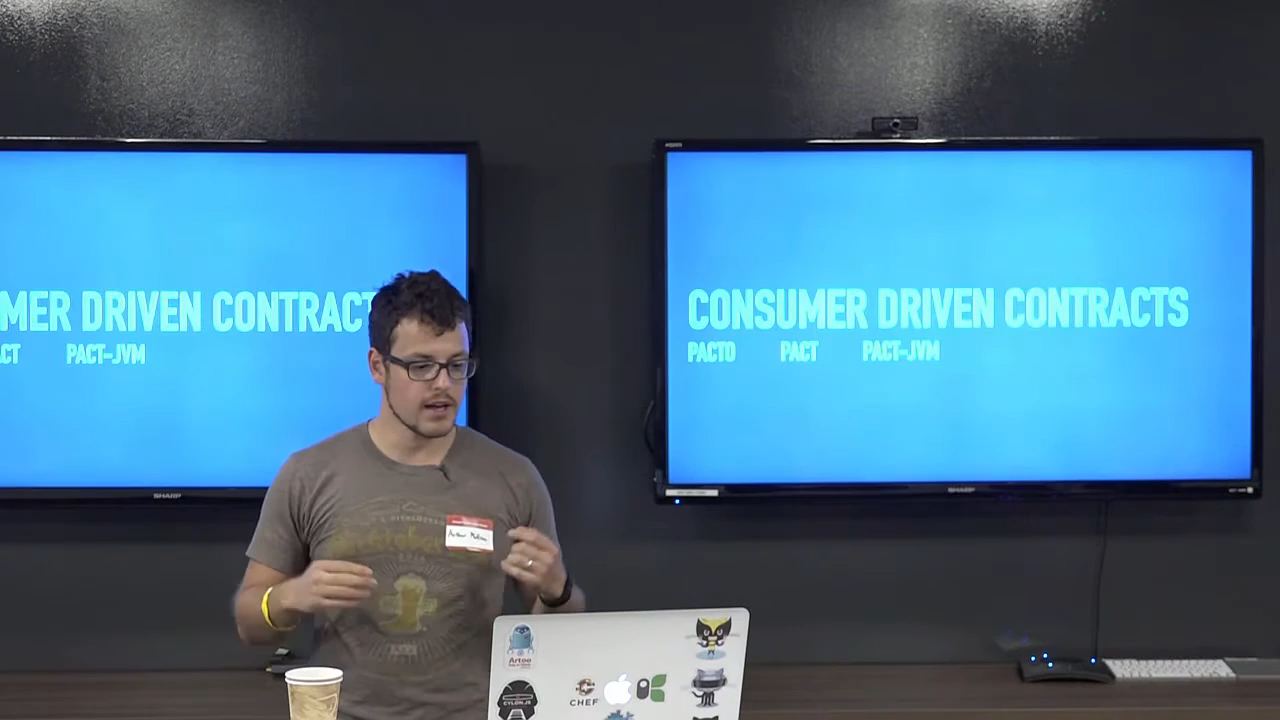 MER DRIVEN CONTRACT
CT PACT-JVM
SHARP
CONSUMER DRIVEN CONTRACTS
PACTO PACT PACT-JVM
SHARP
Artoo
CYLON.JS
CHEF